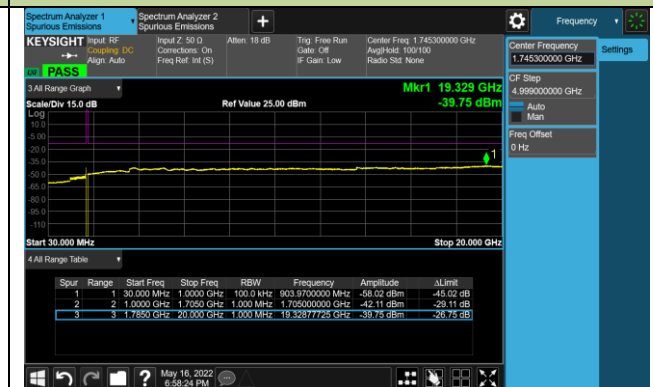 Spectrum Analyzer 1
Spurious Emissions
Spectrum Analyzer 2
Spurious Emissions
+
Frequency
KEYSIGHT
Input: RF
Coupling: DC
Align: Auto
Input Z: 50 Ω
Corrections: On
Freq Ref: Int (S)
Atten: 18 dB
Trig: Free Run
Gate: Off
IF Gain: Low
Center Freq: 1.745300000 GHz
Avg|Hold: 100/100
Radio Std: None
LW PASS
Center Frequency
1.745300000 GHz
Settings
CF Step
4.999000000 GHz
Auto
Man
Freq Offset
0 Hz
3 All Range Graph
Mkr1 19.329 GHz
Scale/Div 15.0 dB
Ref Value 25.00 dBm
-39.75 dBm
Log
10.0
-5.00
-20.0
-35.0
-50.0
-65.0
-80.0
-95.0
-110
1
Start 30.000 MHz
Stop 20.000 GHz
4 All Range Table
Spur Range Start Freq Stop Freq RBW Frequency Amplitude ΔLimit
1 1 30.000 MHz 1.0000 GHz 100.0 kHz 903.9700000 MHz -58.02 dBm -45.02 dB
2 2 1.0000 GHz 1.7050 GHz 1.000 MHz 1.705000000 GHz -42.11 dBm -29.11 dB
3 3 1.7850 GHz 20.000 GHz 1.000 MHz 19.32877725 GHz -39.75 dBm -26.75 dB
?
May 16, 2022
6:58:24 PM